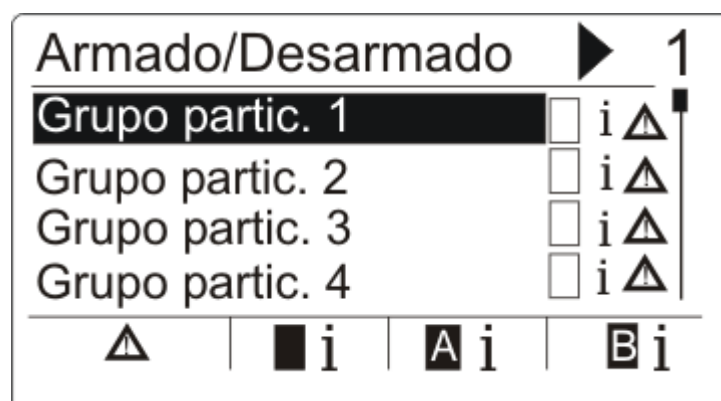 Armado/Desarmado ▶ 1
Grupo partic. 1 i ⚠
Grupo partic. 2 i ⚠
Grupo partic. 3 i ⚠
Grupo partic. 4 i ⚠
⚠ i A i B i